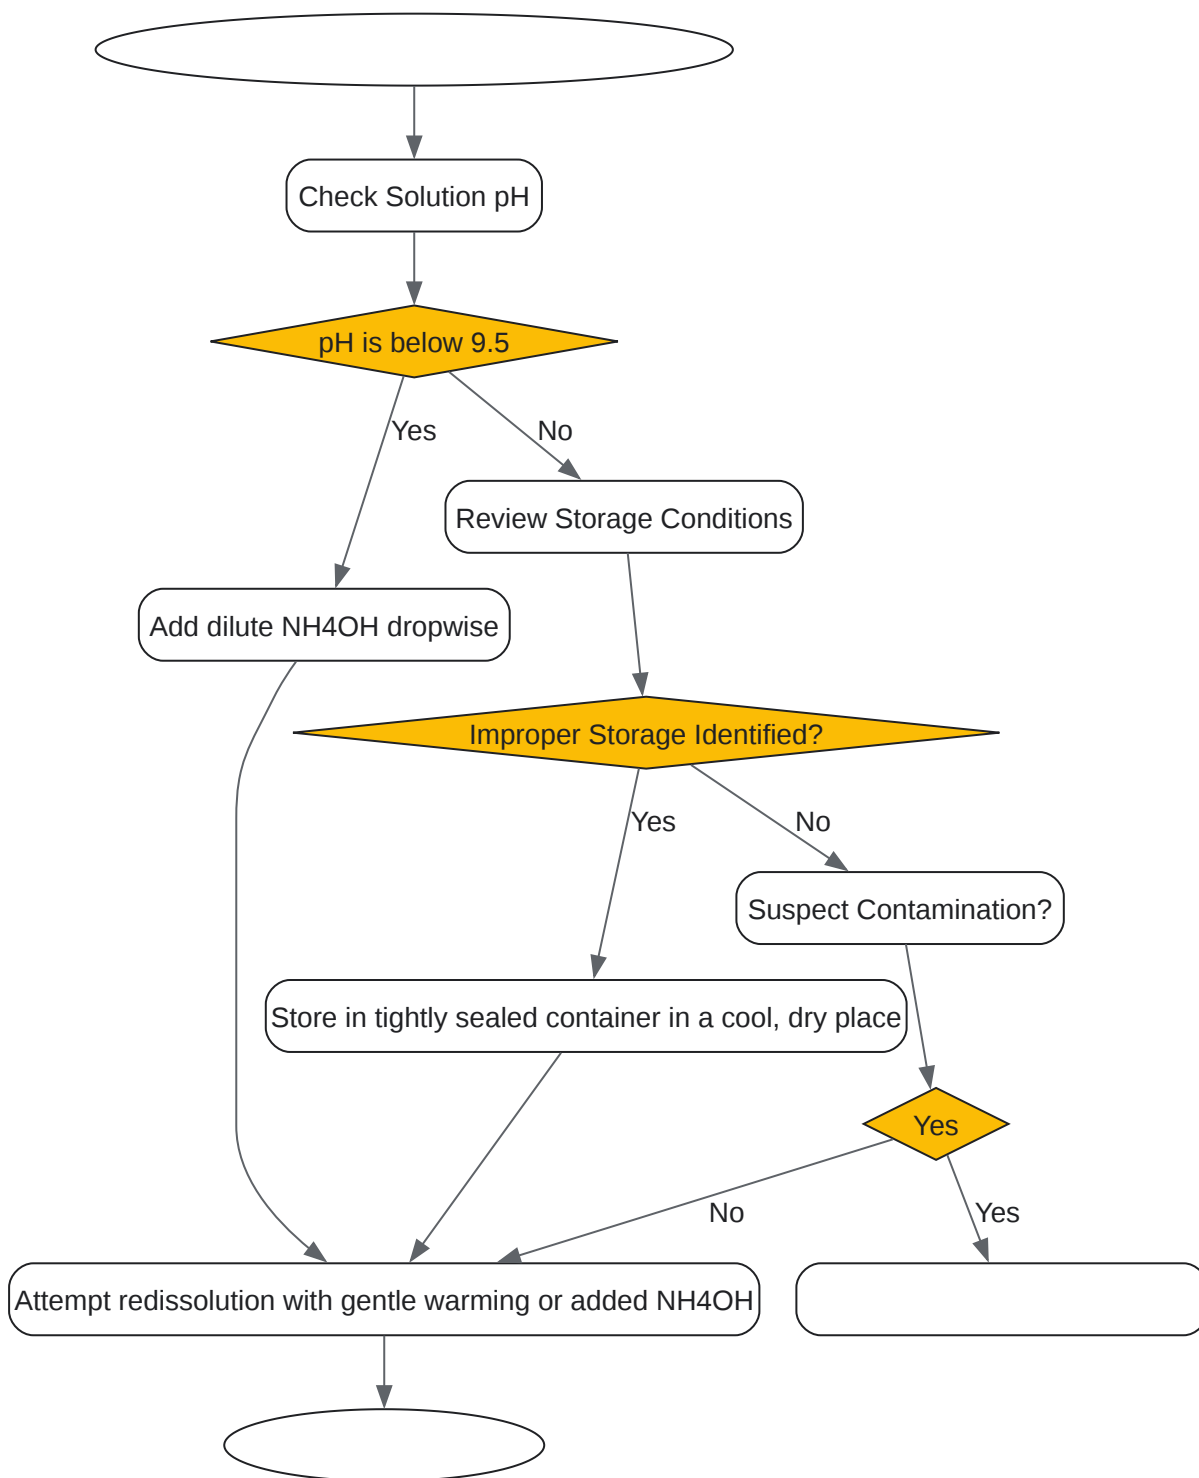 Check Solution pH
pH is below 9.5
Yes
No
Review Storage Conditions
Add dilute NH4OH dropwise
Improper Storage Identified?
Yes
No
Suspect Contamination?
Store in tightly sealed container in a cool, dry place
Yes
No
Yes
Attempt redissolution with gentle warming or added NH4OH